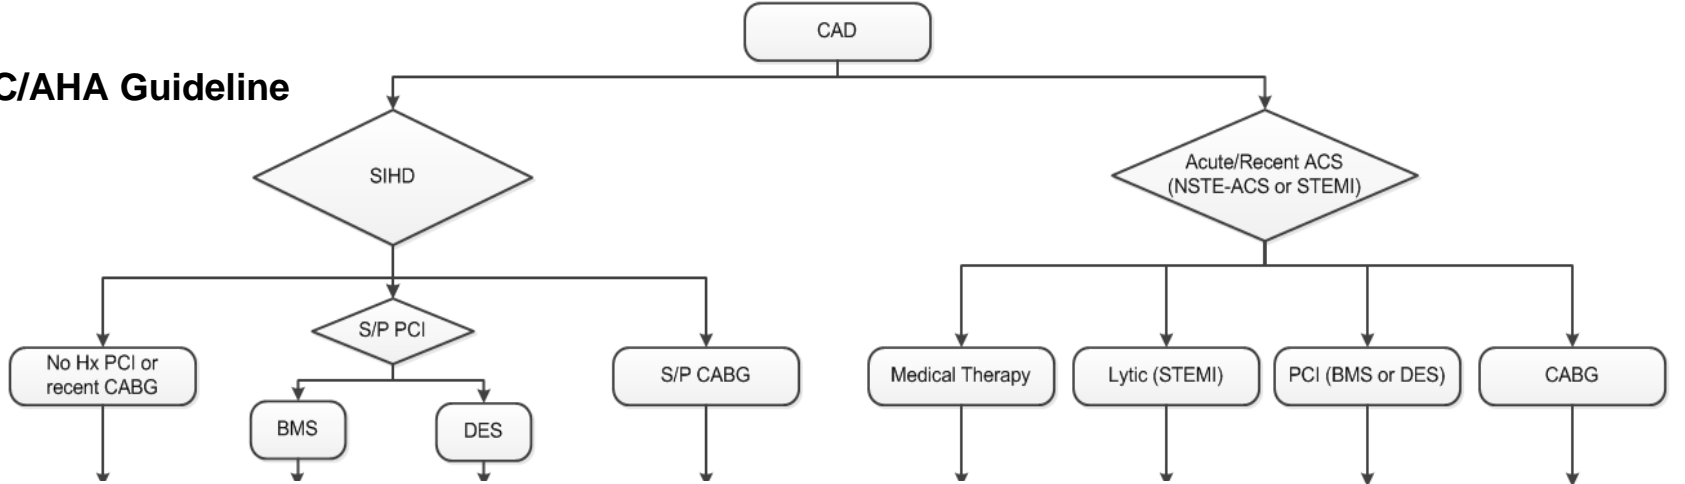 CAD
C/AHA Guideline
SIHD
Acute/Recent ACS
(NSTE-ACS or STEMI)
S/P PCI
No Hx PCI or
recent CABG
S/P CABG
Medical Therapy
Lytic (STEMI)
PCI (BMS or DES)
CABG
BMS
DES